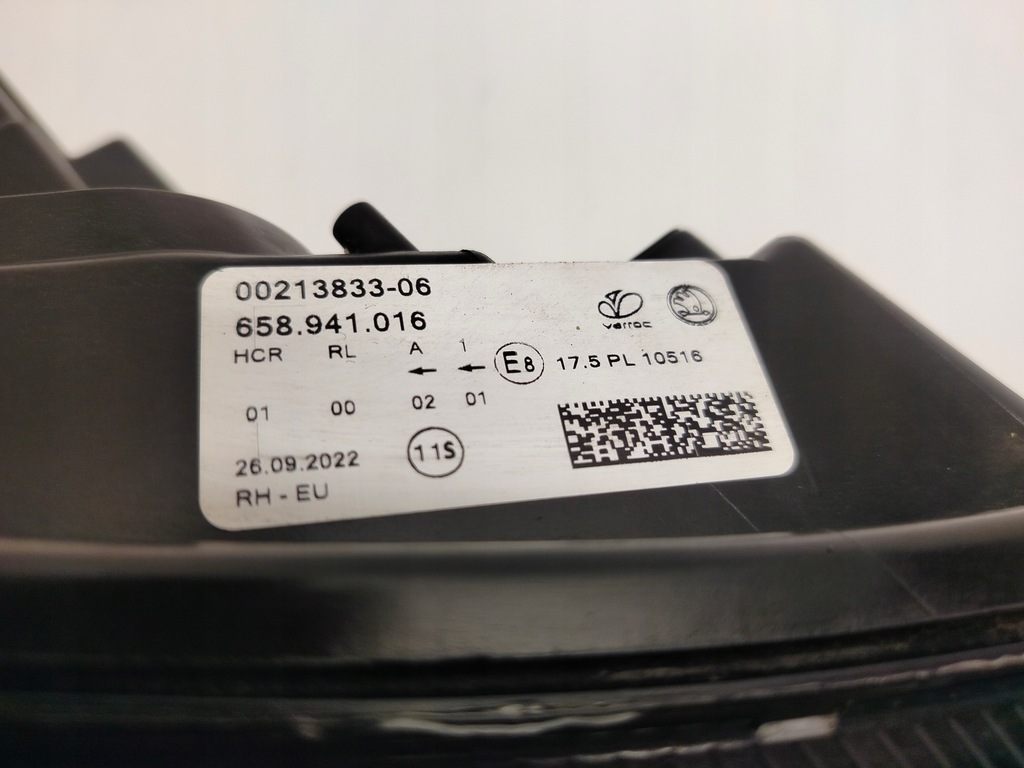 00213833-06
658.941.016
varroc
HCR RL A 1
← ← E8 17.5 PL 10516
01 00 02 01
26.09.2022 11S
RH - EU